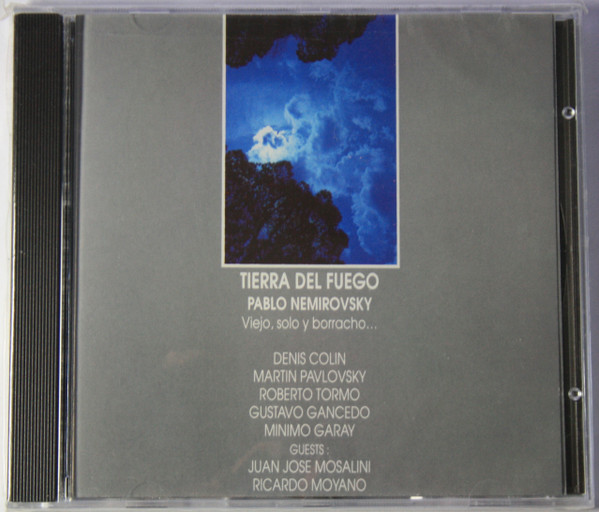 TIERRA DEL FUEGO
PABLO NEMIROVSKY
Viejo, solo y borracho...
DENIS COLIN
MARTIN PAVLOVSKY
ROBERTO TORMO
GUSTAVO GANCEDO
MINIMO GARAY
GUESTS :
JUAN JOSE MOSALINI
RICARDO MOYANO